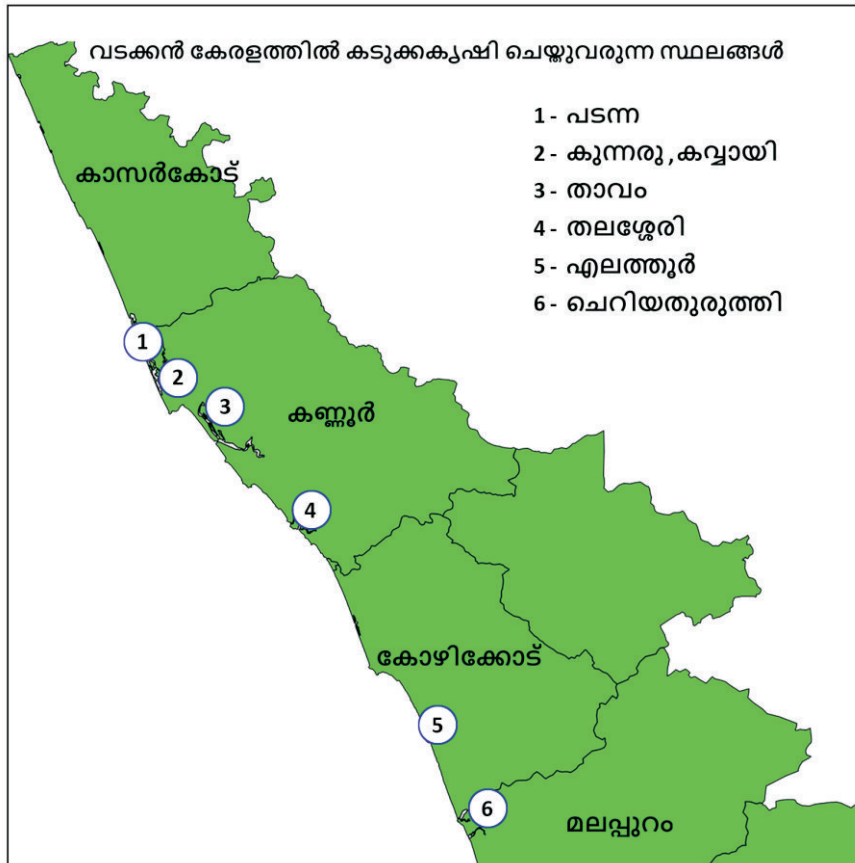 വടക്കൻ കേരളത്തിൽ കടുക്കകൃഷി ചെയ്തുവരുന്ന സ്ഥലങ്ങൾ
1 - പടന്ന
2 - കുന്നരു ,കവ്വായി
3 - താവം
4 - തലശ്ശേരി
5 - എലത്തൂർ
6 - ചെറിയതുരുത്തി
കാസർകോട്
1
2
3
കണ്ണൂർ
4
കോഴിക്കോട്
5
6
മലപ്പുറം